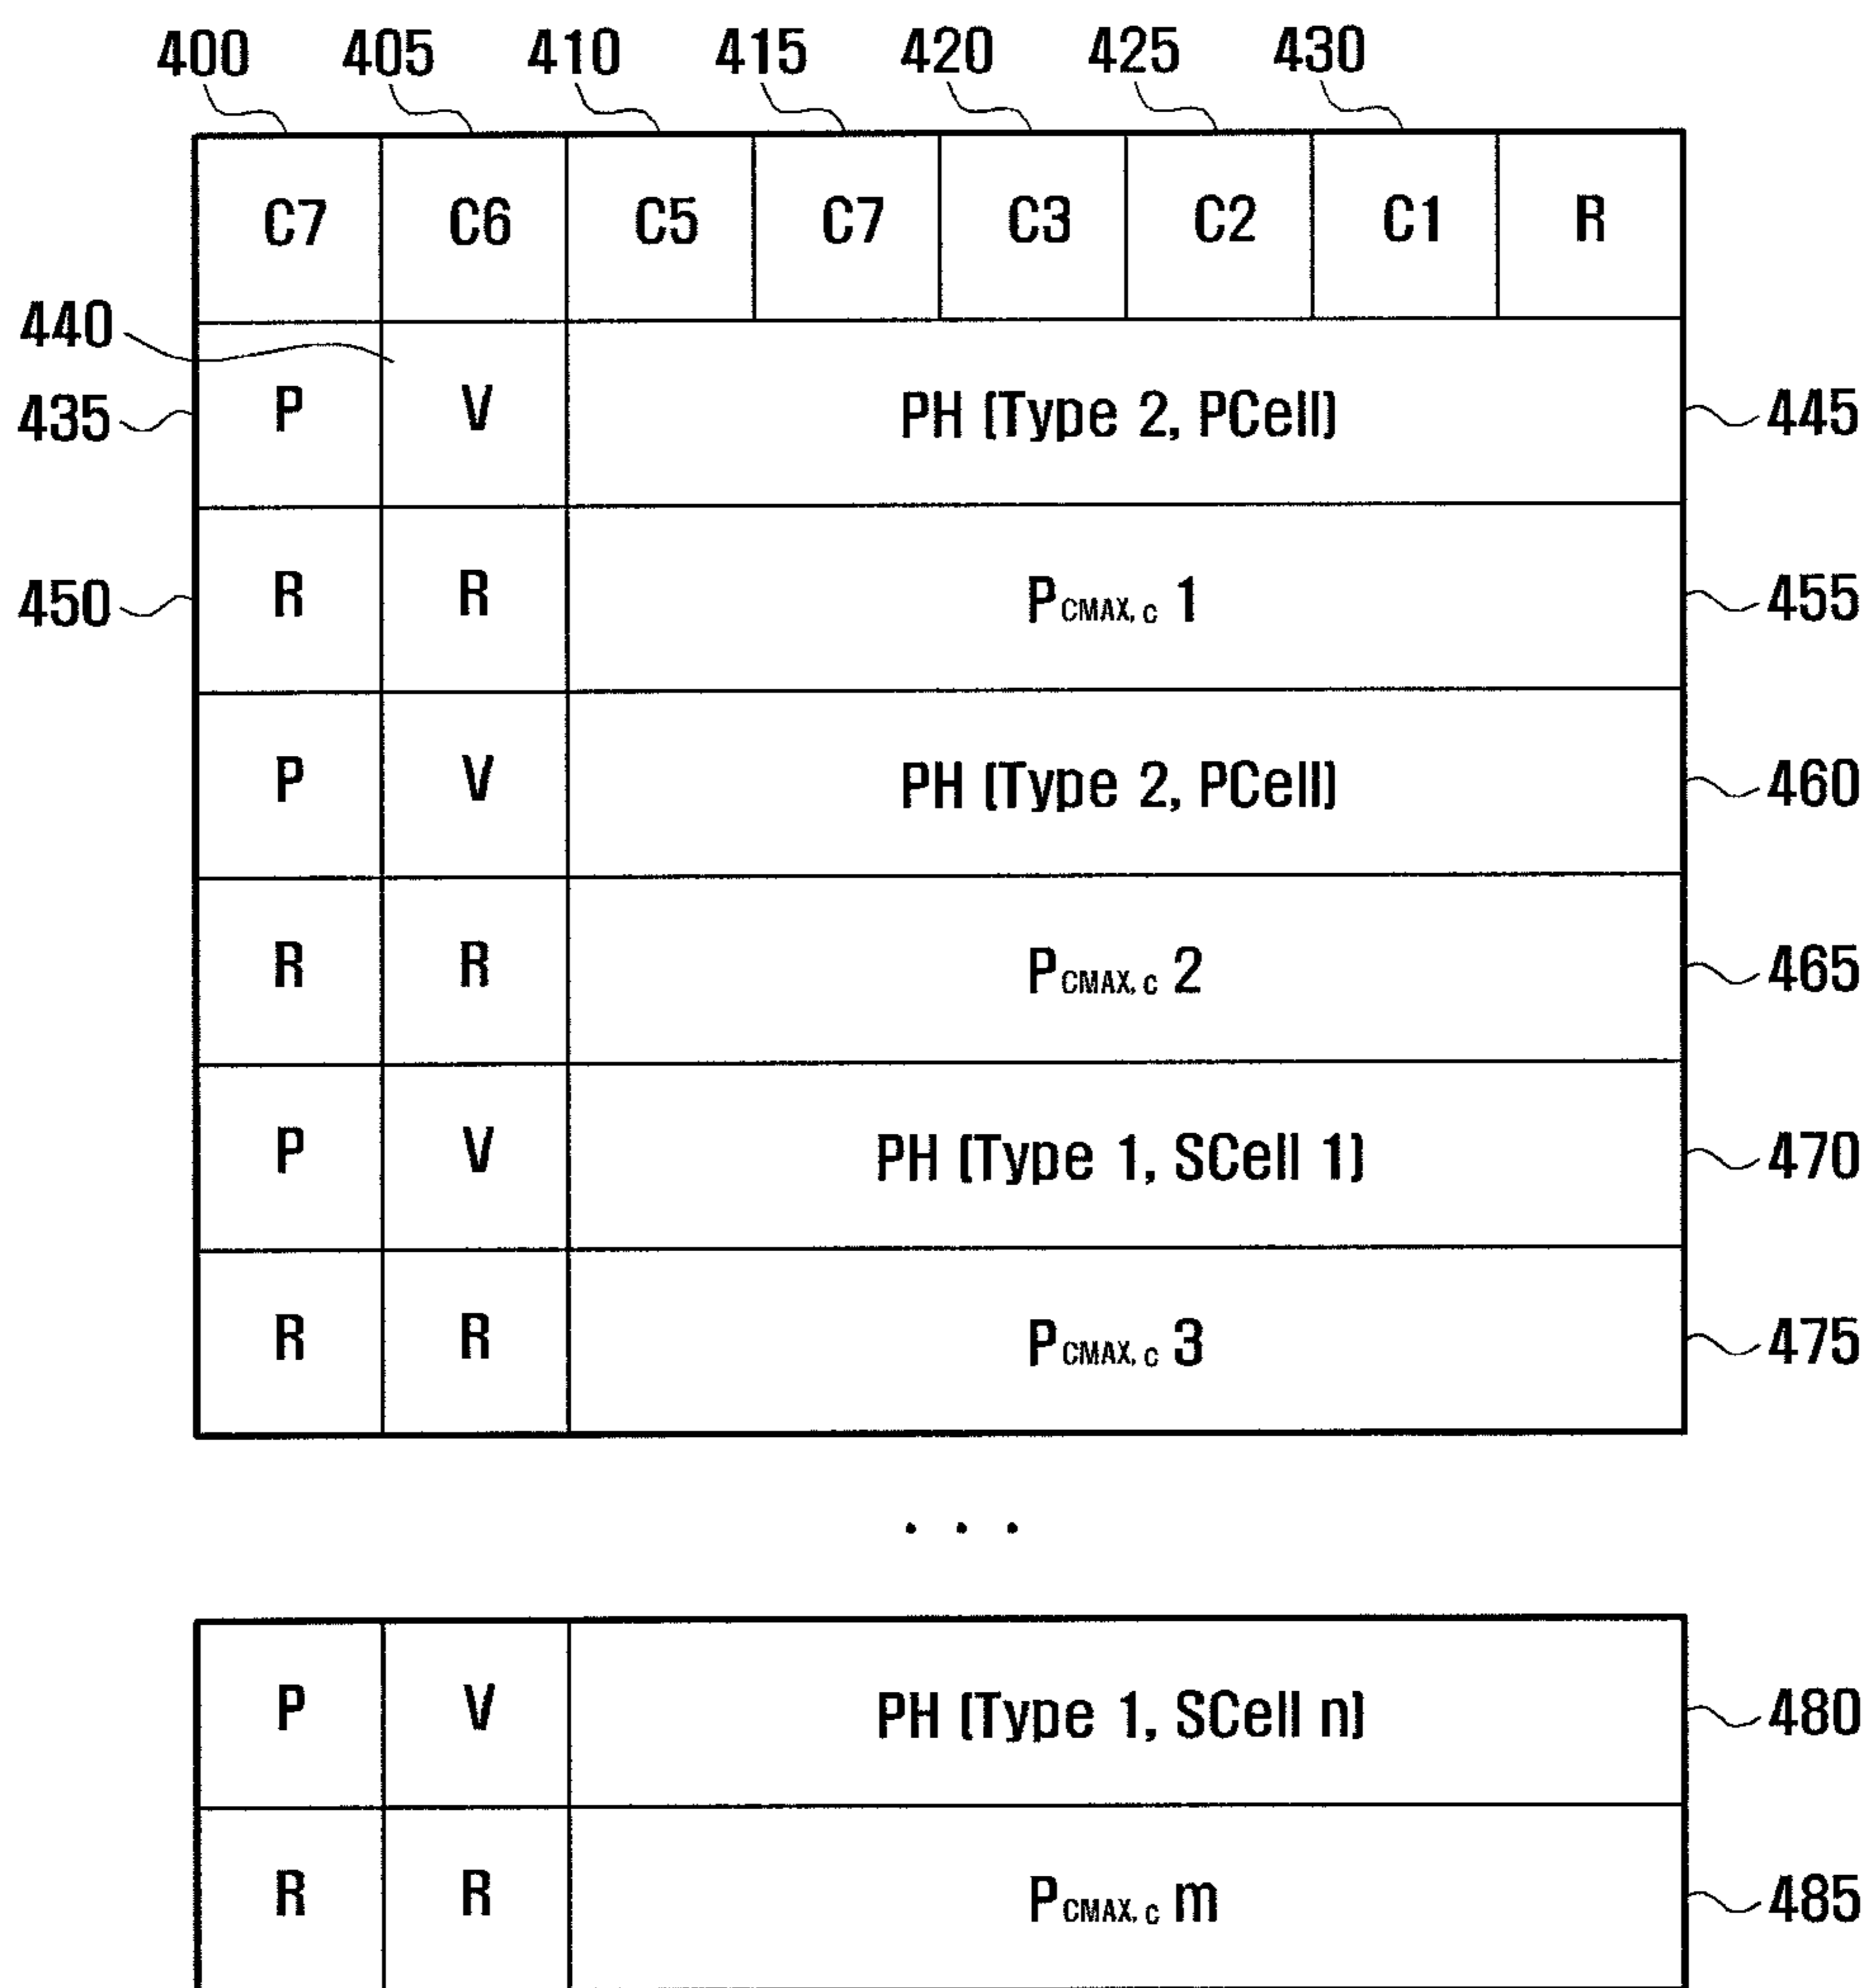 400 405 410 415 420 425 430
C7 C6 C5 C7 C3 C2 C1 R
440
435 P V PH (Type 2, PCell) 445
450 R R PCMAX, c 1 455
P V PH (Type 2, PCell) 460
R R PCMAX, c 2 465
P V PH (Type 1, SCell 1) 470
R R PCMAX, c 3 475
. . .
P V PH (Type 1, SCell n) 480
R R PCMAX, c m 485